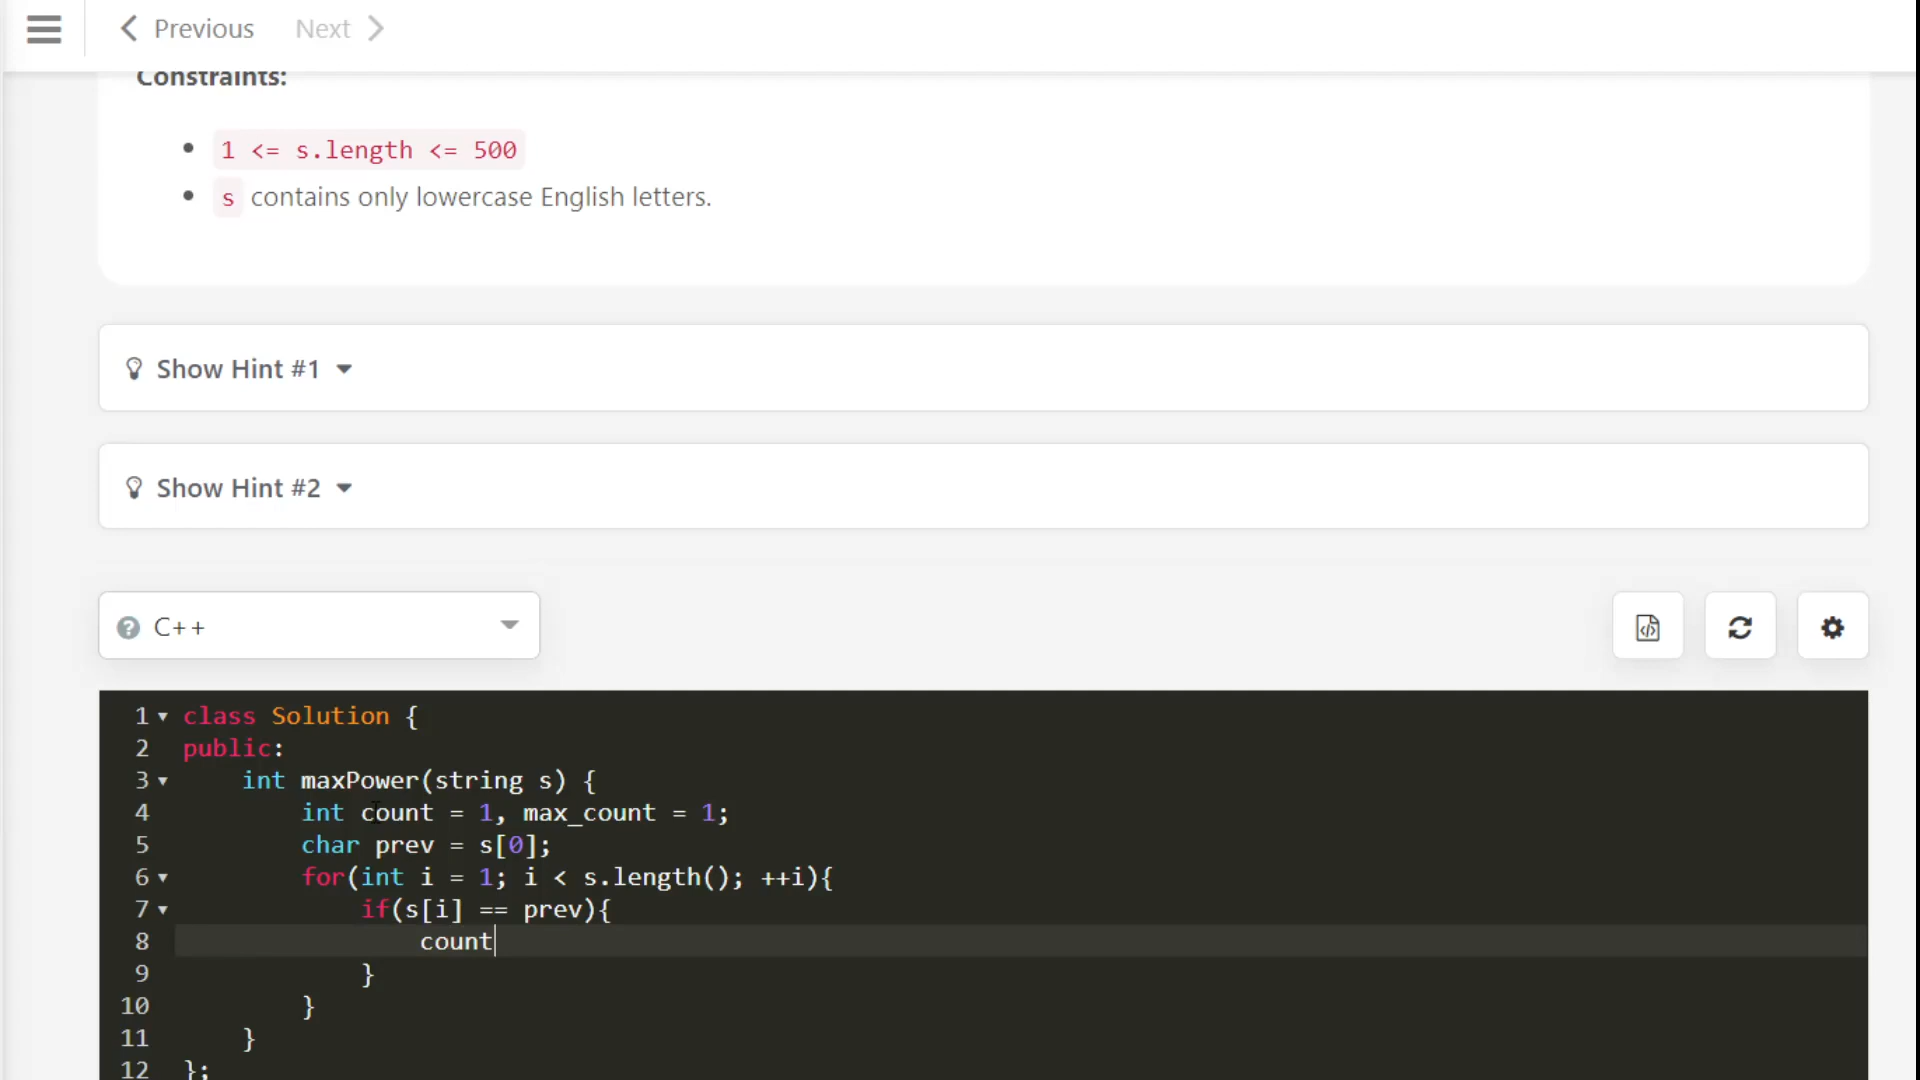 Previous Next
Constraints:
1 <= s.length <= 500
s contains only lowercase English letters.
Show Hint #1
Show Hint #2
C++
1 class Solution {
2 public:
3     int maxPower(string s) {
4         int count = 1, max_count = 1;
5         char prev = s[0];
6         for(int i = 1; i < s.length(); ++i){
7             if(s[i] == prev){
8                 count
9             }
10         }
11     }
12 };